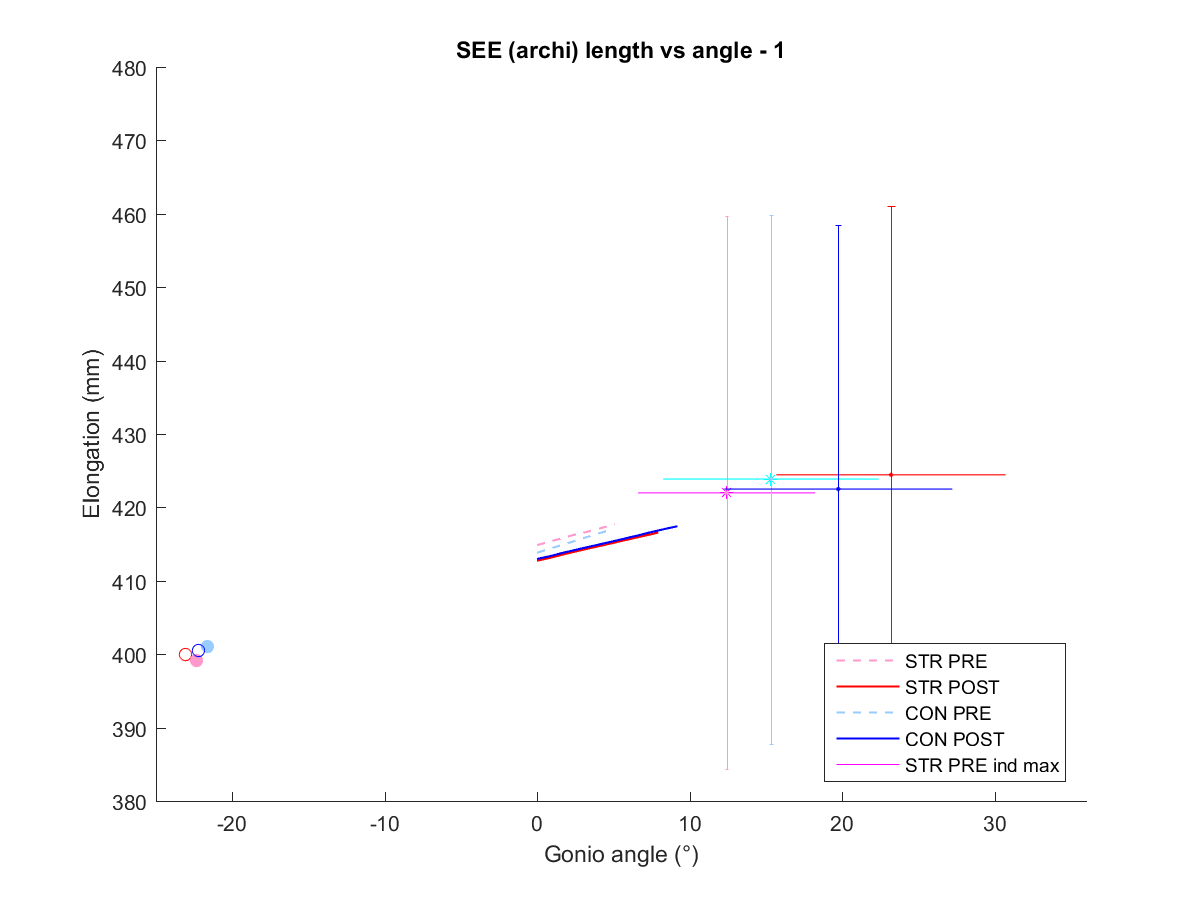 SEE (archi) length vs angle - 1
480
470
460
450
440
430
420
410
400
390
380
Elongation (mm)
-20
-10
0
10
20
30
Gonio angle (°)
STR PRE
STR POST
CON PRE
CON POST
STR PRE ind max